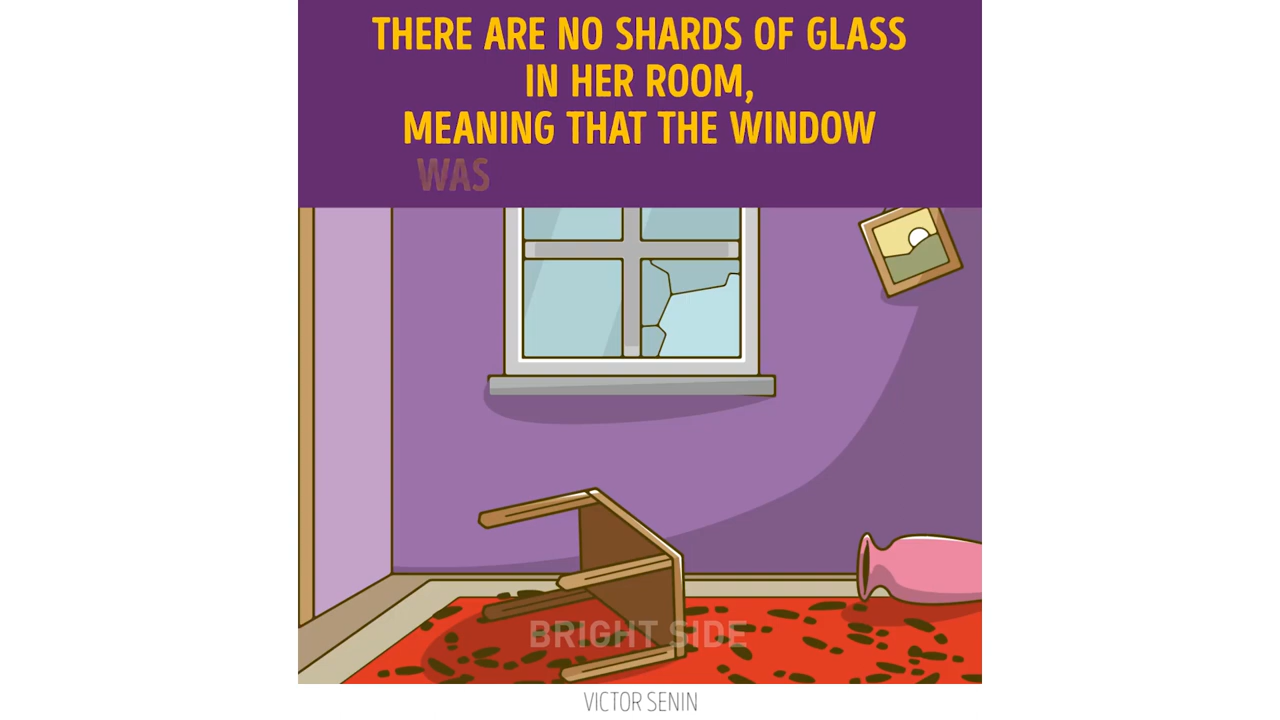 THERE ARE NO SHARDS OF GLASS
IN HER ROOM,
MEANING THAT THE WINDOW
WAS
BRIGHT SIDE
VICTOR SENIN